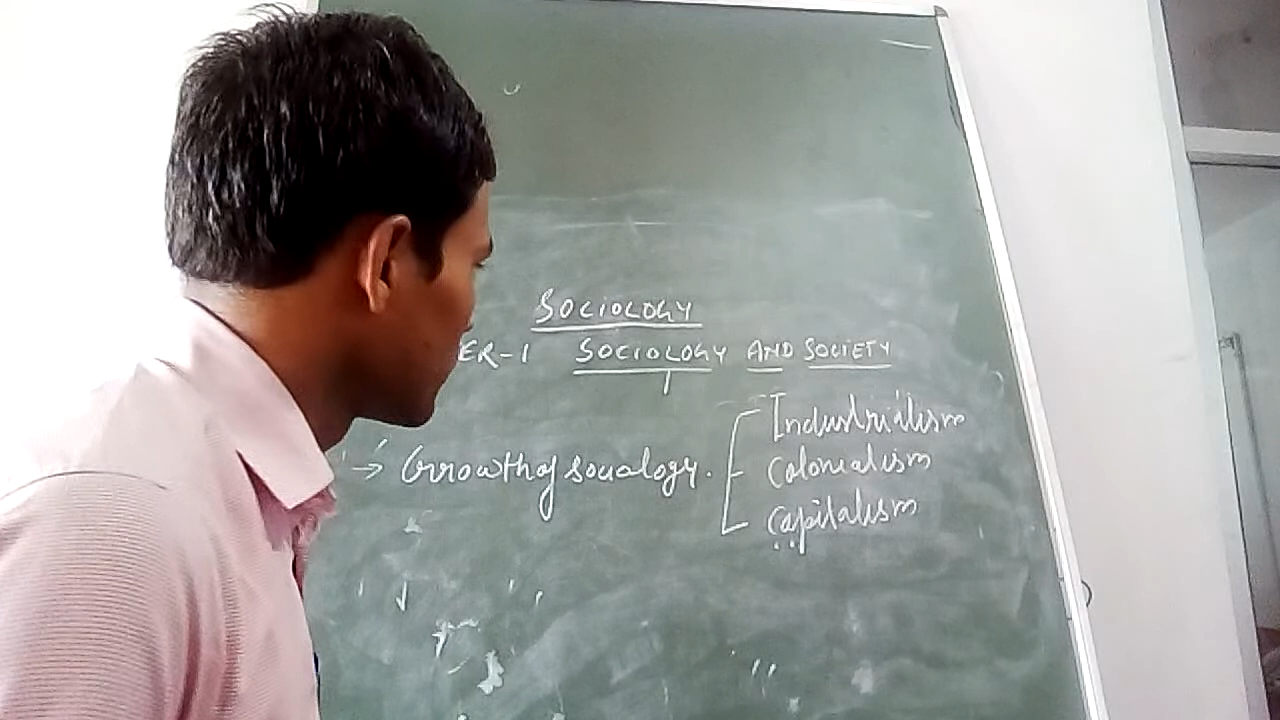 SOCIOLOGY
ER-1 SOCIOLOGY AND SOCIETY
→ Growth of sociology.
Industrialism
Colonialism
Capitalism